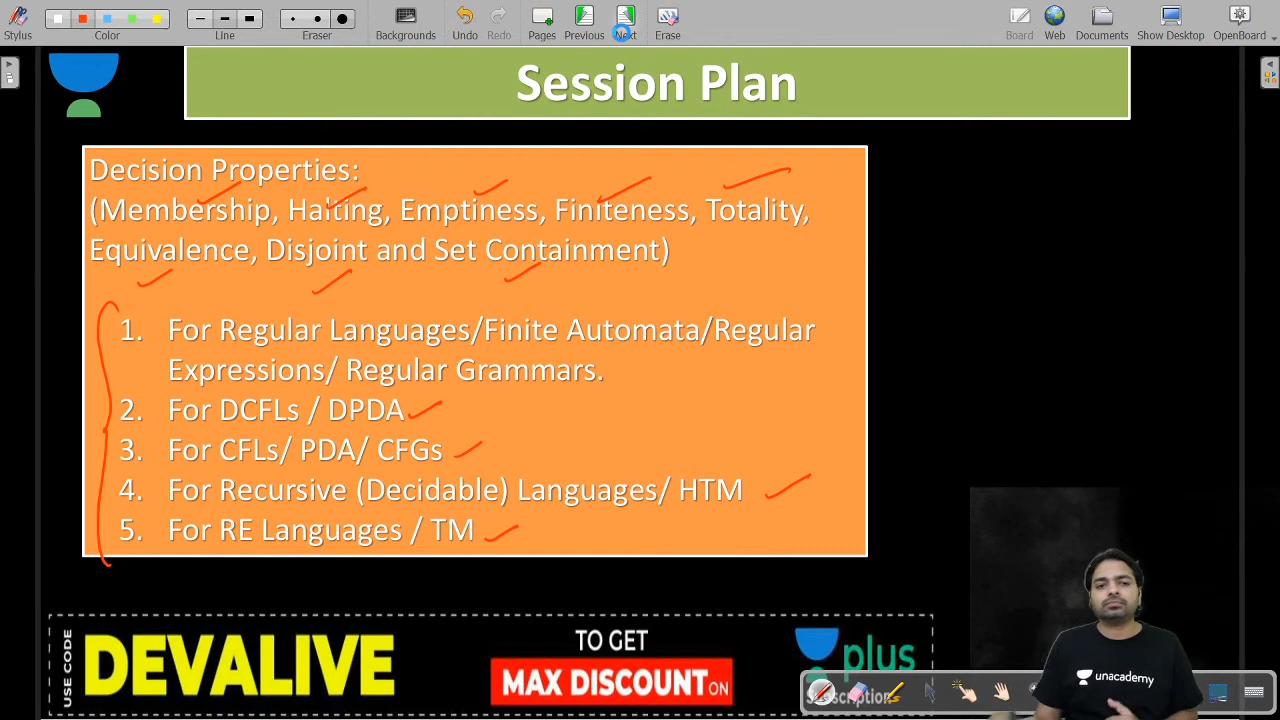 Stylus Color Line Eraser Backgrounds Undo Redo Pages Previous Next Erase Board Web Documents Show Desktop OpenBoard
Session Plan
Decision Properties:
(Membership, Halting, Emptiness, Finiteness, Totality,
Equivalence, Disjoint and Set Containment)
1. For Regular Languages/Finite Automata/Regular
Expressions/ Regular Grammars.
2. For DCFLs / DPDA
3. For CFLs/ PDA/ CFGs
4. For Recursive (Decidable) Languages/ HTM
5. For RE Languages / TM
USE CODE
DEVALIVE
TO GET
MAX DISCOUNT ON
plus
Subscription
unacademy